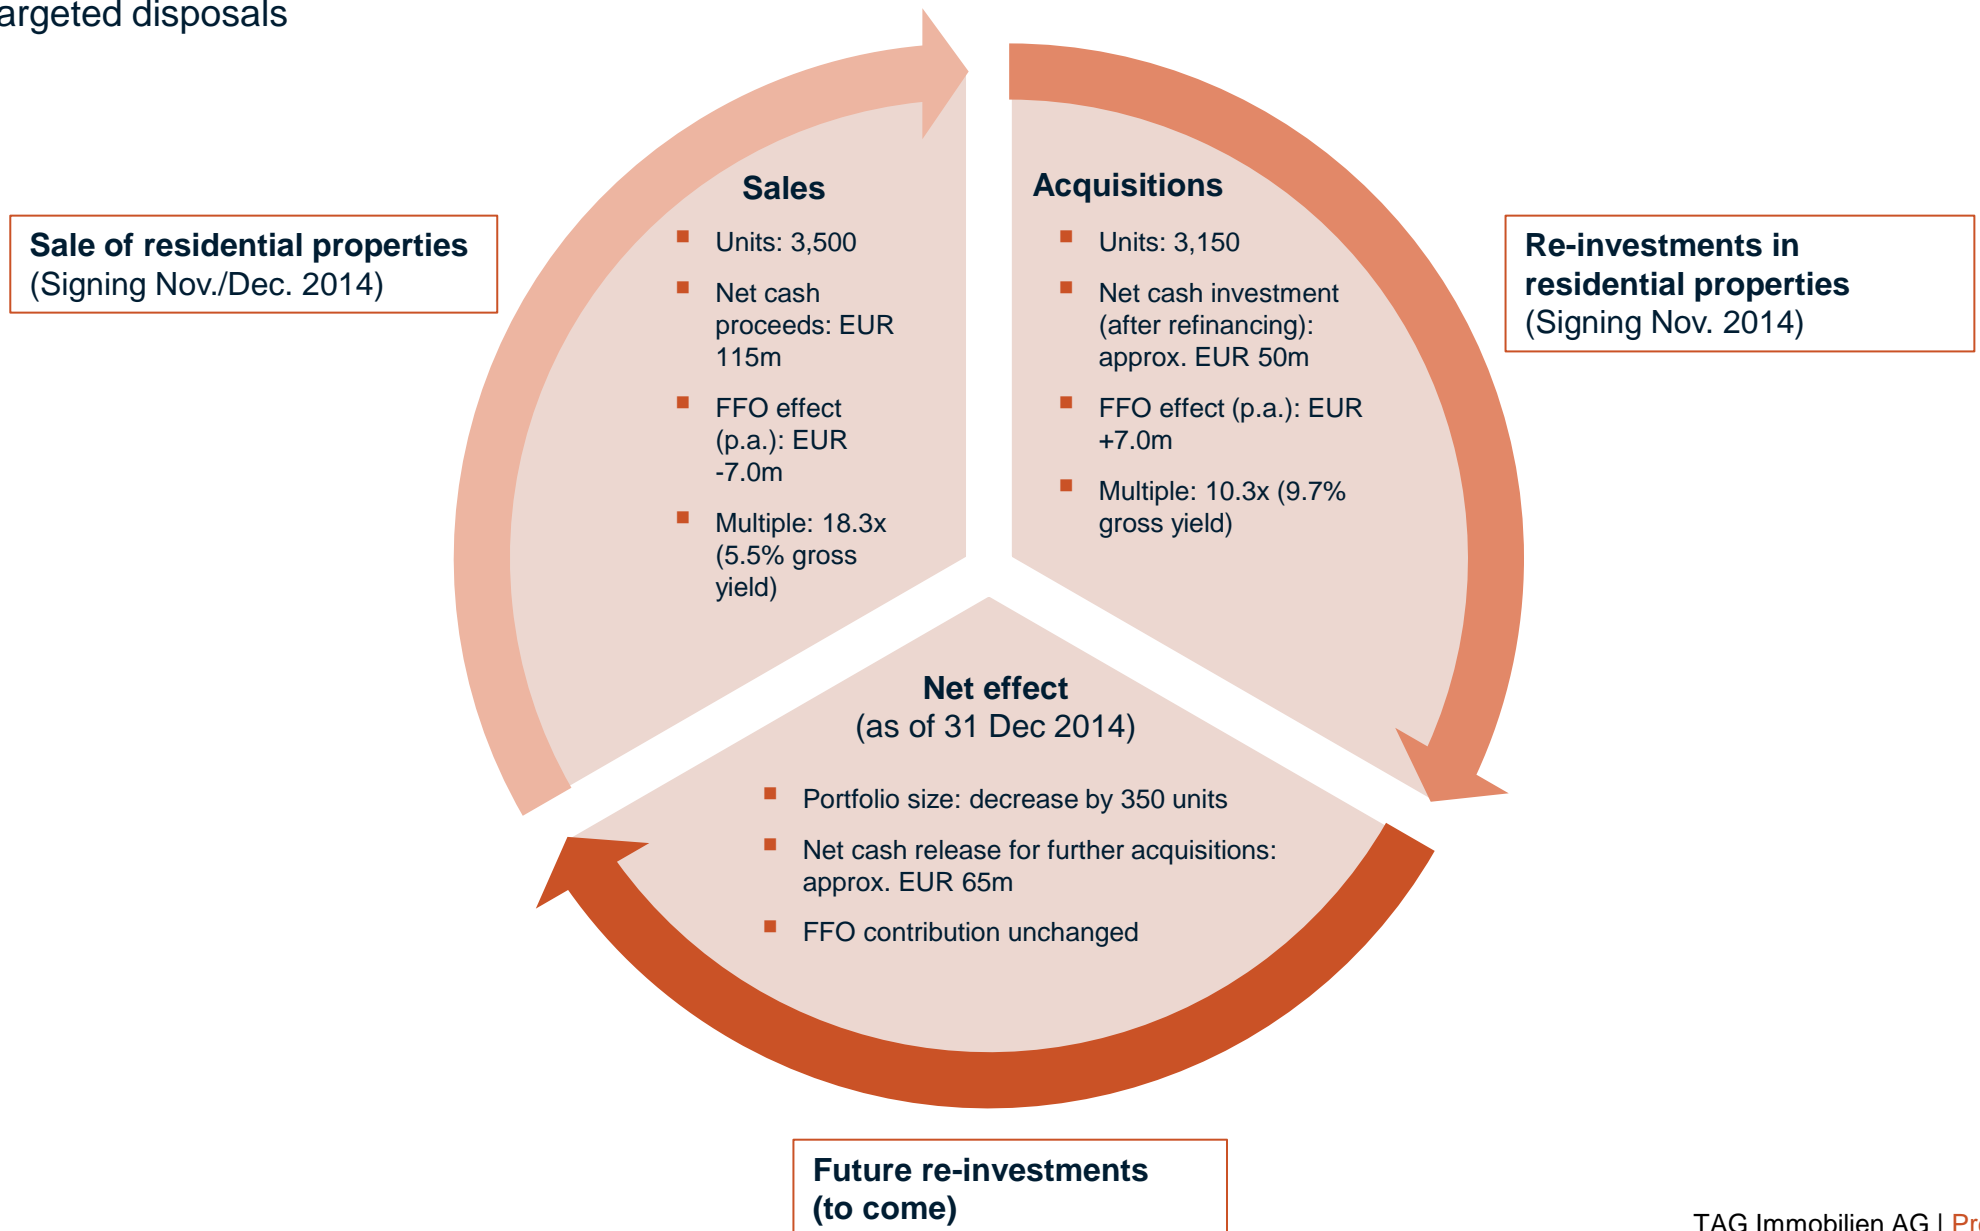 disposals
Sales
Units: 3,500
Net cash
proceeds: EUR
115m
FFO effect
(p.a.): EUR
-7.0m
Multiple: 18.3x
(5.5% gross
yield)
Acquisitions
Units: 3,150
Net cash investment
(after refinancing):
approx. EUR 50m
FFO effect (p.a.): EUR
+7.0m
Multiple: 10.3x (9.7%
gross yield)
Sale of residential properties
(Signing Nov./Dec. 2014)
Re-investments in
residential properties
(Signing Nov. 2014)
Net effect
(as of 31 Dec 2014)
Portfolio size: decrease by 350 units
Net cash release for further acquisitions:
approx. EUR 65m
FFO contribution unchanged
Future re-investments
(to come)
TAG Immobilien AG |